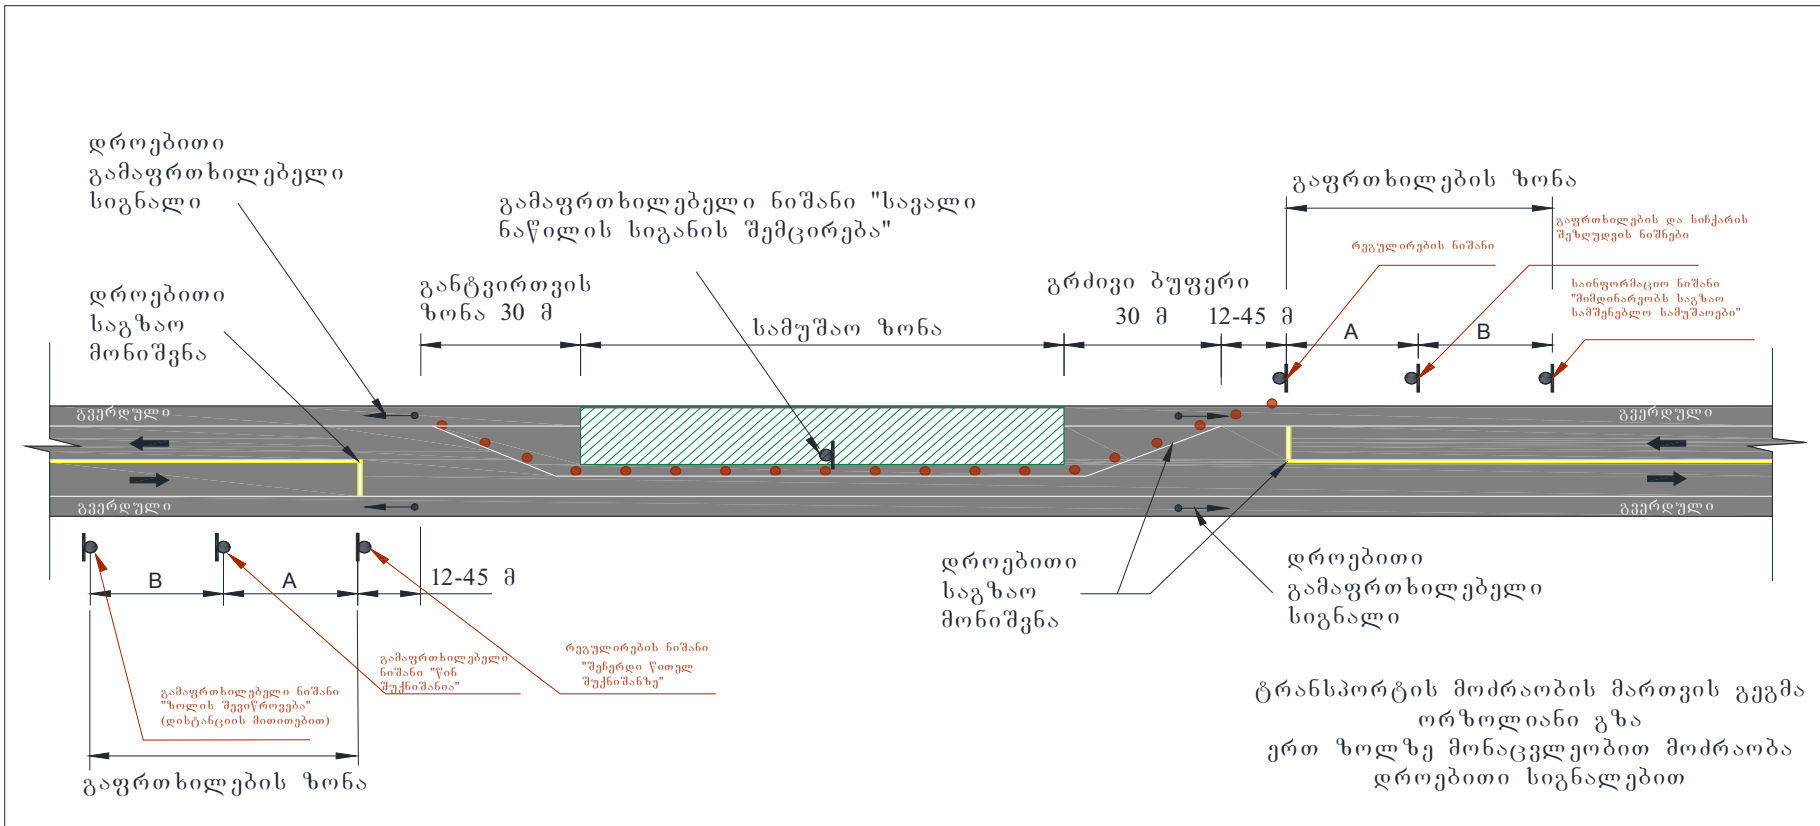 დროებითი
გამაფრთხილებელი
სიგნალი
გამაფრთხილებელი ნიშანი "სავალი
ნაწილის სიგანის შემცირება"
გაფრთხილების ზონა
გაფრთხილების და სიჩქარის
შეზღუდვის ნიშნები
რეგულირების ნიშანი
საინფორმაციო ნიშანი
"მიმდინარეობს საგზაო
სამშენებლო სამუშაოები"
დროებითი
საგზაო
მონიშვნა
განტვირთვის
ზონა 30 მ
სამუშაო ზონა
გრძივი ბუფერი
30 მ
12-45 მ
A
B
გვერდული
გვერდული
გვერდული
გვერდული
B
A
12-45 მ
დროებითი
საგზაო
მონიშვნა
დროებითი
გამაფრთხილებელი
სიგნალი
გამაფრთხილებელი ნიშანი
"ზოლის შევიწროვება"
(დისტანციის მითითებით)
გამაფრთხილებელი
ნიშანი "წინ
შუქნიშანია"
რეგულირების ნიშანი
"შეჩერდი წითელ
შუქნიშანზე"
გაფრთხილების ზონა
ტრანსპორტის მოძრაობის მართვის გეგმა
ორზოლიანი გზა
ერთ ზოლზე მონაცვლეობით მოძრაობა
დროებითი სიგნალებით